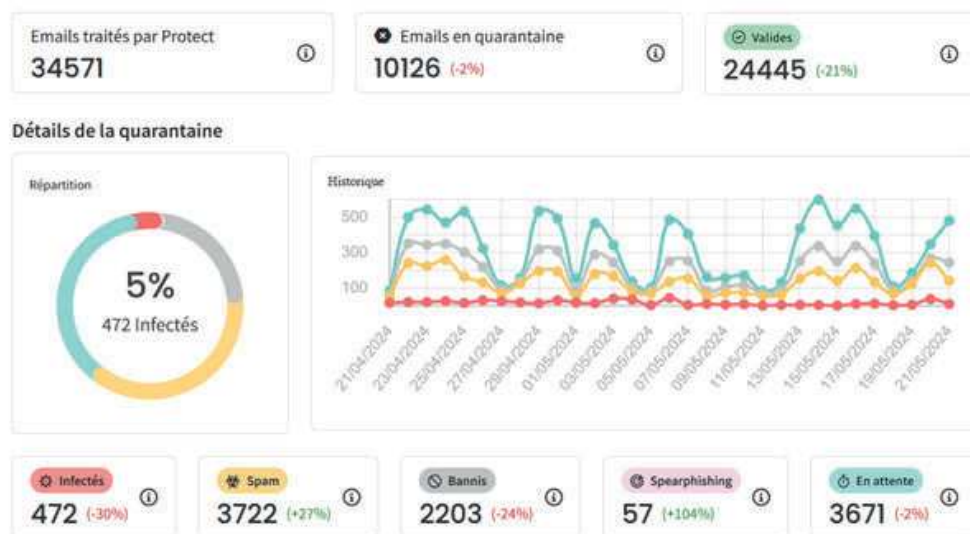 Emails traités par Protect
34571
Emails en quarantaine
10126 (-2%)
Valides
24445 (-21%)
Détails de la quarantaine
Répartition
5%
472 Infectés
Historique
500
300
100
21/04/2024
23/04/2024
25/04/2024
27/04/2024
29/04/2024
01/05/2024
03/05/2024
05/05/2024
07/05/2024
09/05/2024
11/05/2024
13/05/2024
15/05/2024
17/05/2024
19/05/2024
21/05/2024
Infectés
472 (-30%)
Spam
3722 (+27%)
Bannis
2203 (-24%)
Spearphishing
57 (+104%)
En attente
3671 (-2%)